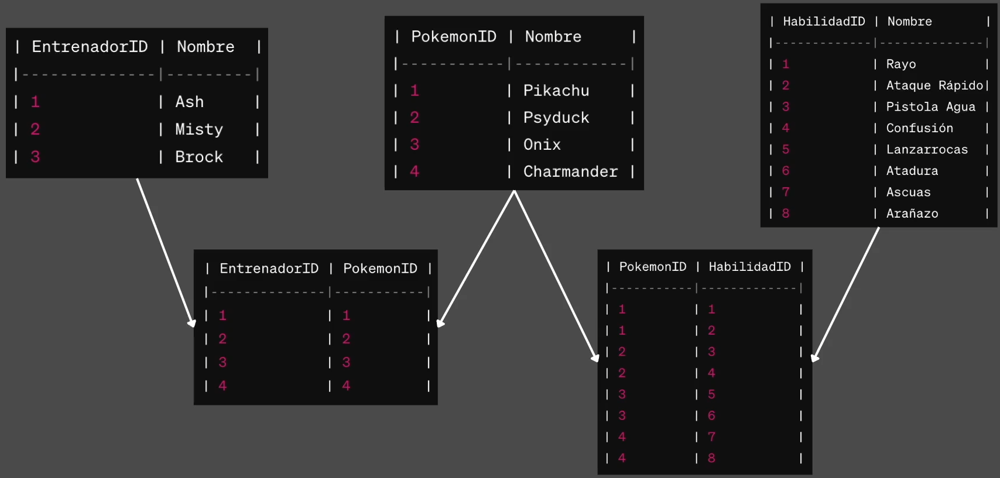 | EntrenadorID | Nombre |
|--------------|---------|
| 1 | Ash |
| 2 | Misty |
| 3 | Brock |
| PokemonID | Nombre |
|-----------|------------|
| 1 | Pikachu |
| 2 | Psyduck |
| 3 | Onix |
| 4 | Charmander |
| HabilidadID | Nombre |
|-------------|--------------|
| 1 | Rayo |
| 2 | Ataque Rápido|
| 3 | Pistola Agua |
| 4 | Confusión |
| 5 | Lanzarrocas |
| 6 | Atadura |
| 7 | Ascuas |
| 8 | Arañazo |
| EntrenadorID | PokemonID |
|--------------|-----------|
| 1 | 1 |
| 2 | 2 |
| 3 | 3 |
| 4 | 4 |
| PokemonID | HabilidadID |
|-----------|-------------|
| 1 | 1 |
| 1 | 2 |
| 2 | 3 |
| 2 | 4 |
| 3 | 5 |
| 3 | 6 |
| 4 | 7 |
| 4 | 8 |